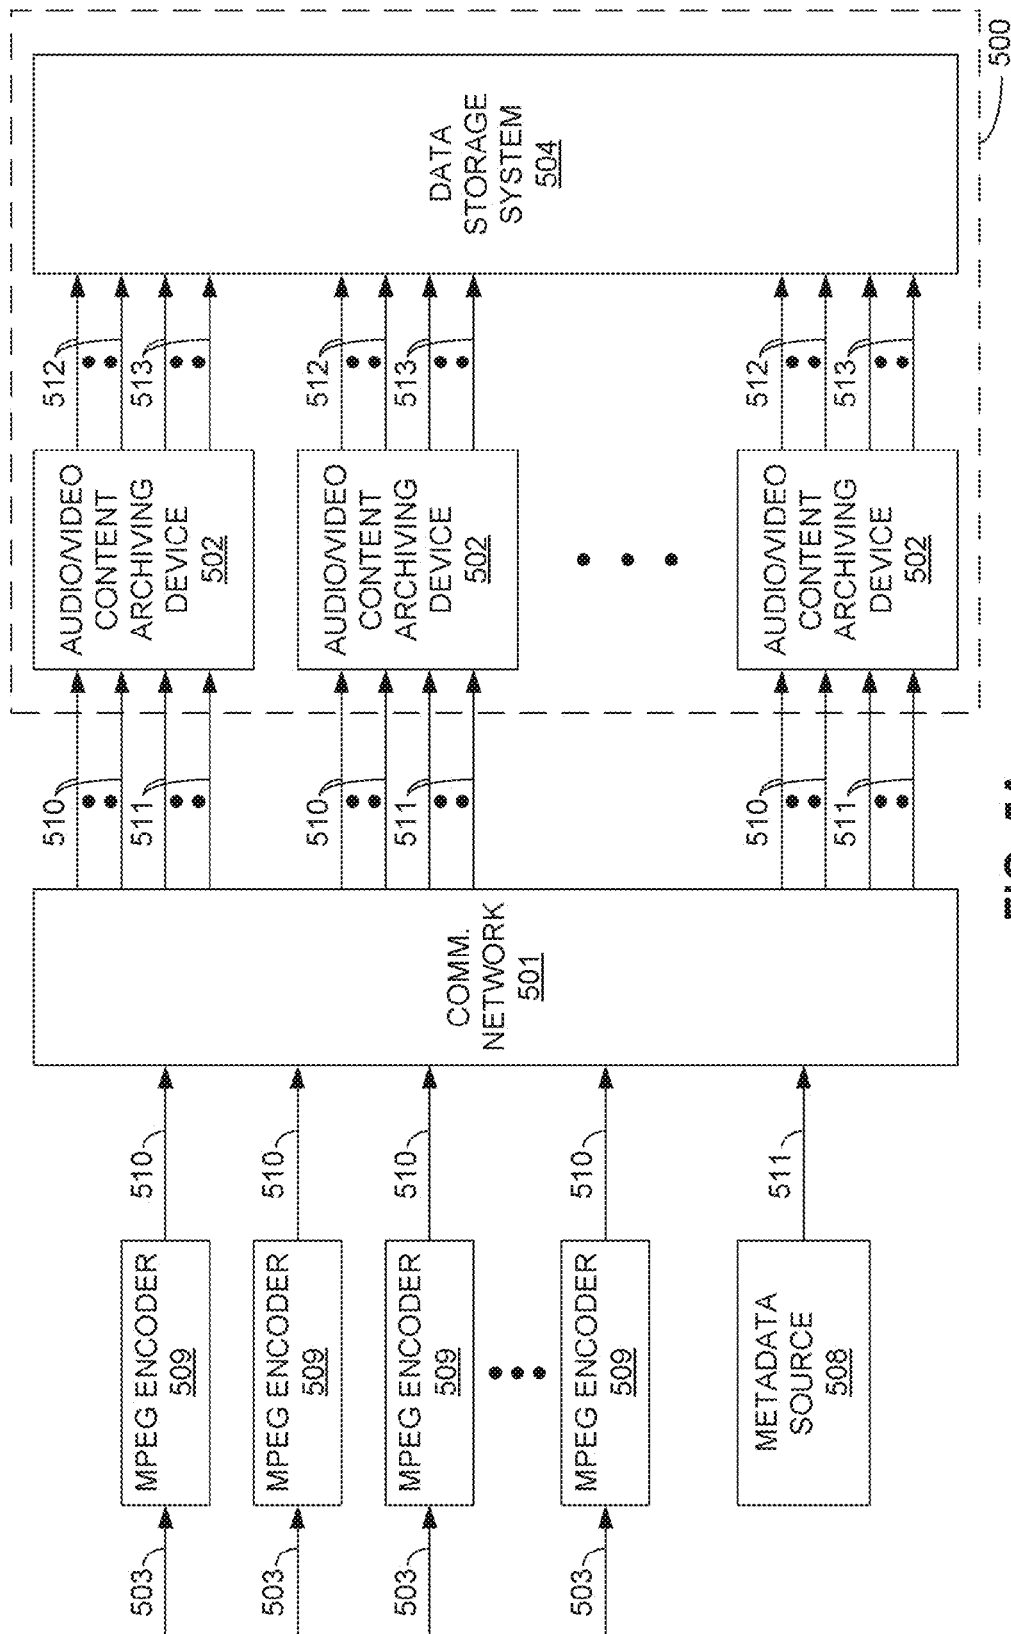 503
503
503
503
MPEG ENCODER
509
MPEG ENCODER
509
MPEG ENCODER
509
MPEG ENCODER
509
METADATA
SOURCE
508
510
510
510
510
511
COMM.
NETWORK
501
510
511
510
511
510
511
AUDIO/VIDEO
CONTENT
ARCHIVING
DEVICE
502
AUDIO/VIDEO
CONTENT
ARCHIVING
DEVICE
502
AUDIO/VIDEO
CONTENT
ARCHIVING
DEVICE
502
512
513
512
513
512
513
DATA
STORAGE
SYSTEM
504
500